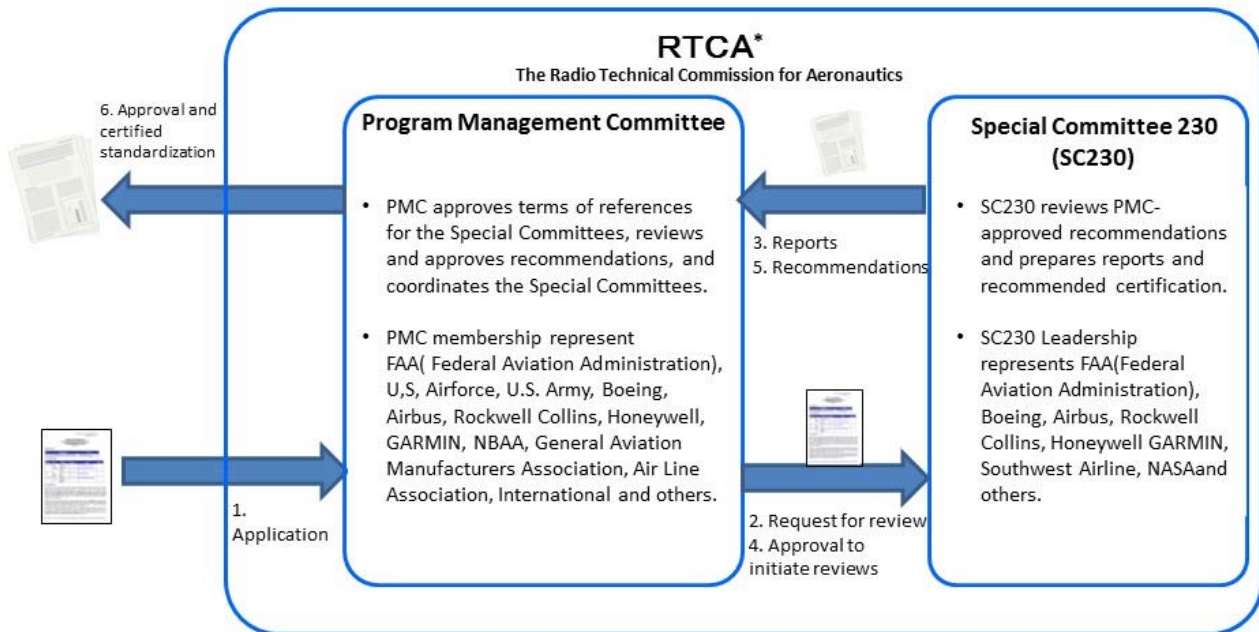 RTCA*
The Radio Technical Commission for Aeronautics
6. Approval and
certified
standardization
Program Management Committee
• PMC approves terms of references
for the Special Committees, reviews
and approves recommendations, and
coordinates the Special Committees.
• PMC membership represent
FAA( Federal Aviation Administration),
U,S, Airforce, U.S. Army, Boeing,
Airbus, Rockwell Collins, Honeywell,
GARMIN, NBAA, General Aviation
Manufacturers Association, Air Line
Association, International and others.
1.
Application
3. Reports
5. Recommendations
2. Request for review
4. Approval to
initiate reviews
Special Committee 230
(SC230)
• SC230 reviews PMC-
approved recommendations
and prepares reports and
recommended certification.
• SC230 Leadership
represents FAA(Federal
Aviation Administration),
Boeing, Airbus, Rockwell
Collins, Honeywell GARMIN,
Southwest Airline, NASAand
others.